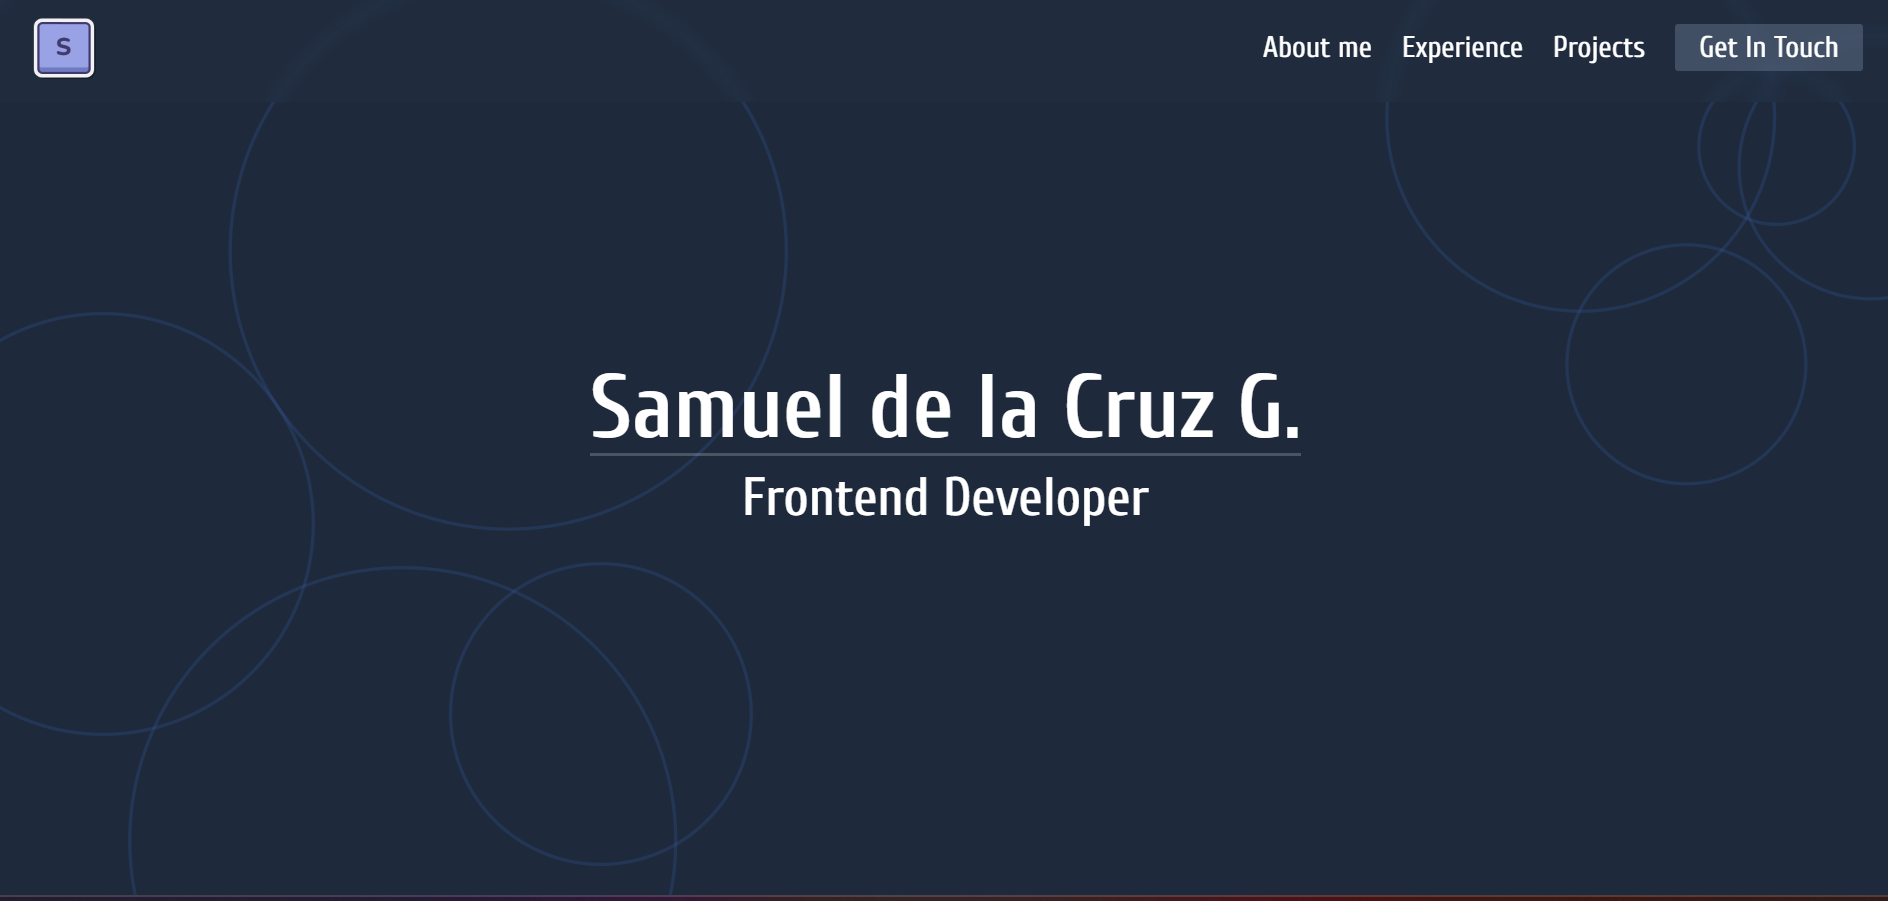 S
About me
Experience
Projects
Get In Touch
Samuel de la Cruz G.
Frontend Developer